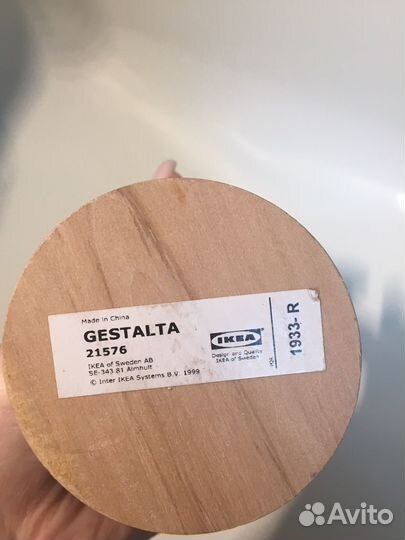 Made in China
GESTALTA
21576
IKEA of Sweden AB
SE-343 81 Älmhult
© Inter IKEA Systems B.V. 1999
IKEA
Design and Quality
IKEA of Sweden
1933-R
Avito